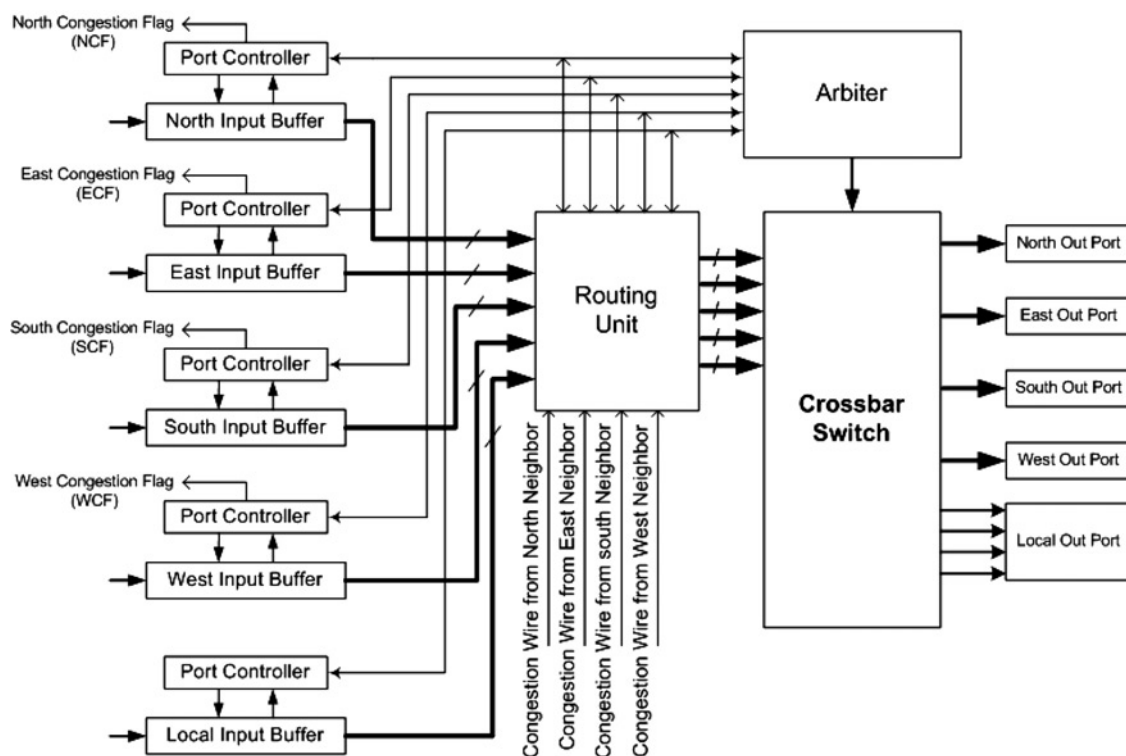 North Congestion Flag
(NCF)
Port Controller
North Input Buffer
East Congestion Flag
(ECF)
Port Controller
East Input Buffer
South Congestion Flag
(SCF)
Port Controller
South Input Buffer
West Congestion Flag
(WCF)
Port Controller
West Input Buffer
Port Controller
Local Input Buffer
Routing
Unit
Congestion Wire from North Neighbor
Congestion Wire from East Neighbor
Congestion Wire from south Neighbor
Congestion Wire from West Neighbor
Arbiter
Crossbar
Switch
North Out Port
East Out Port
South Out Port
West Out Port
Local Out Port